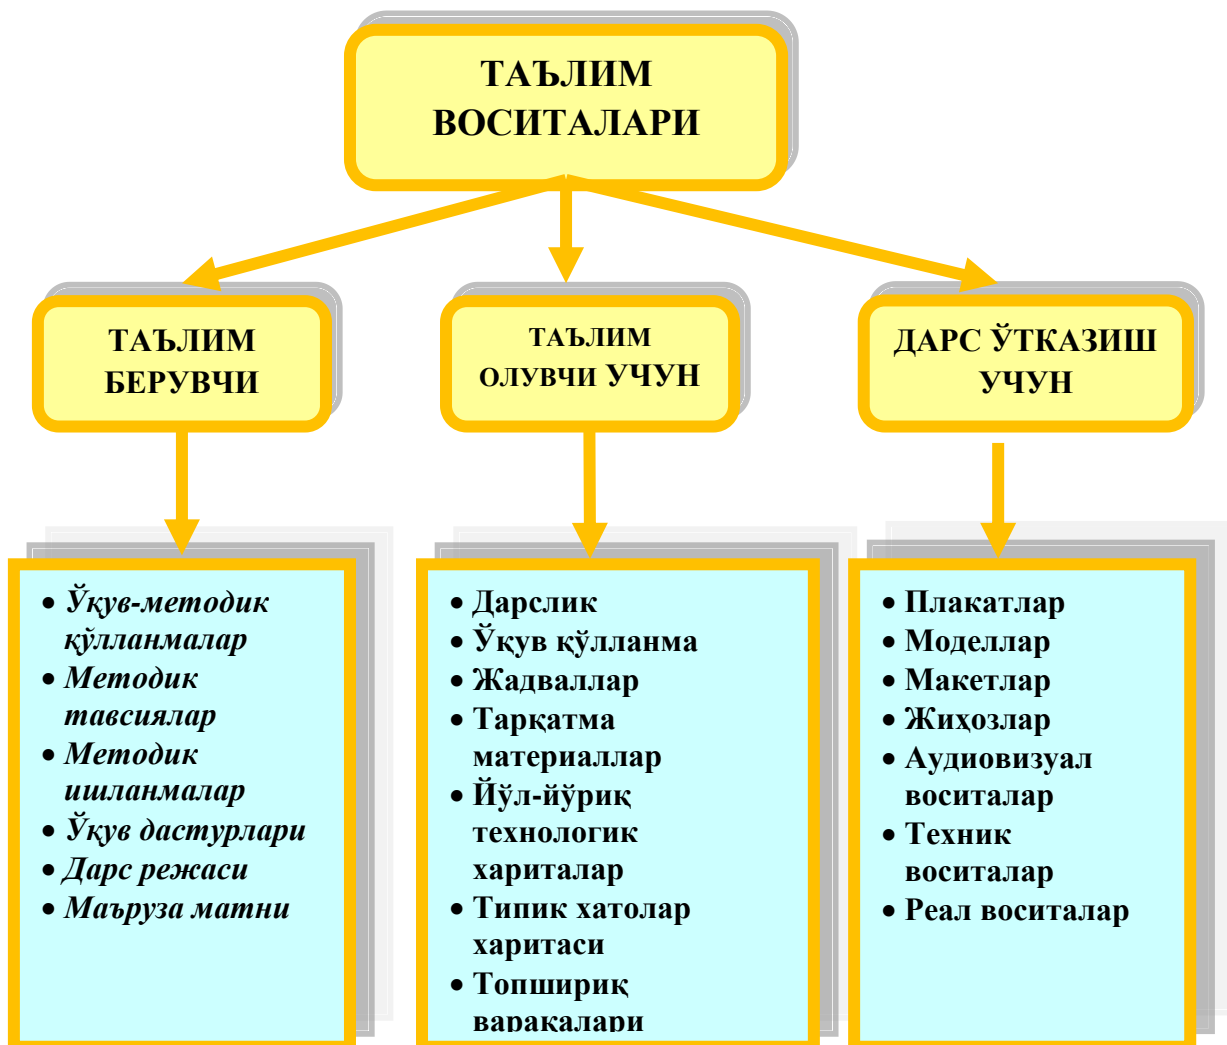 ТАЪЛИМ
ВОСИТАЛАРИ
ТАЪЛИМ
БЕРУВЧИ
ТАЪЛИМ
ОЛУВЧИ УЧУН
ДАРС ЎТКАЗИШ
УЧУН
• Ўқув-методик
қўлланмалар
• Методик
тавсиялар
• Методик
ишланмалар
• Ўқув дастурлари
• Дарс режаси
• Маъруза матни
• Дарслик
• Ўқув қўлланма
• Жадваллар
• Тарқатма
материаллар
• Йўл-йўриқ
технологик
хариталар
• Типик хатолар
харитаси
• Топшириқ
варақалари
• Плакатлар
• Моделлар
• Макетлар
• Жиҳозлар
• Аудиовизуал
воситалар
• Техник
воситалар
• Реал воситалар